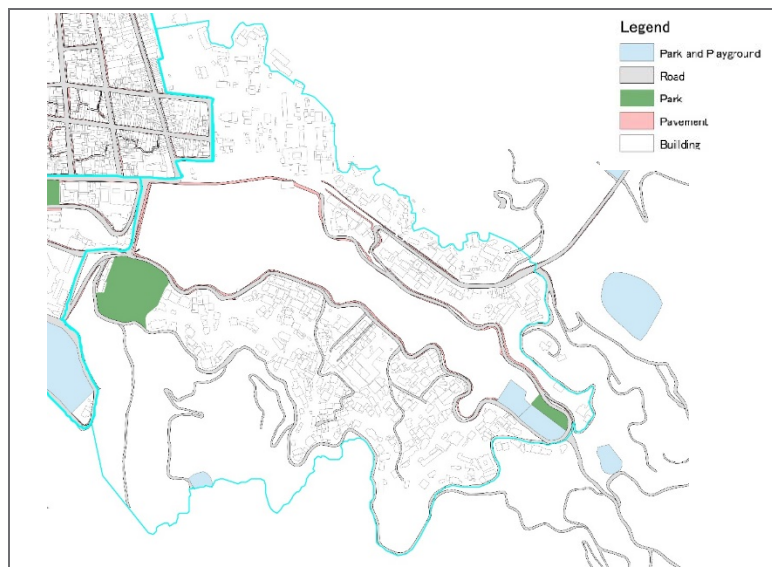 Legend
Park and Playground
Road
Park
Pavement
Building